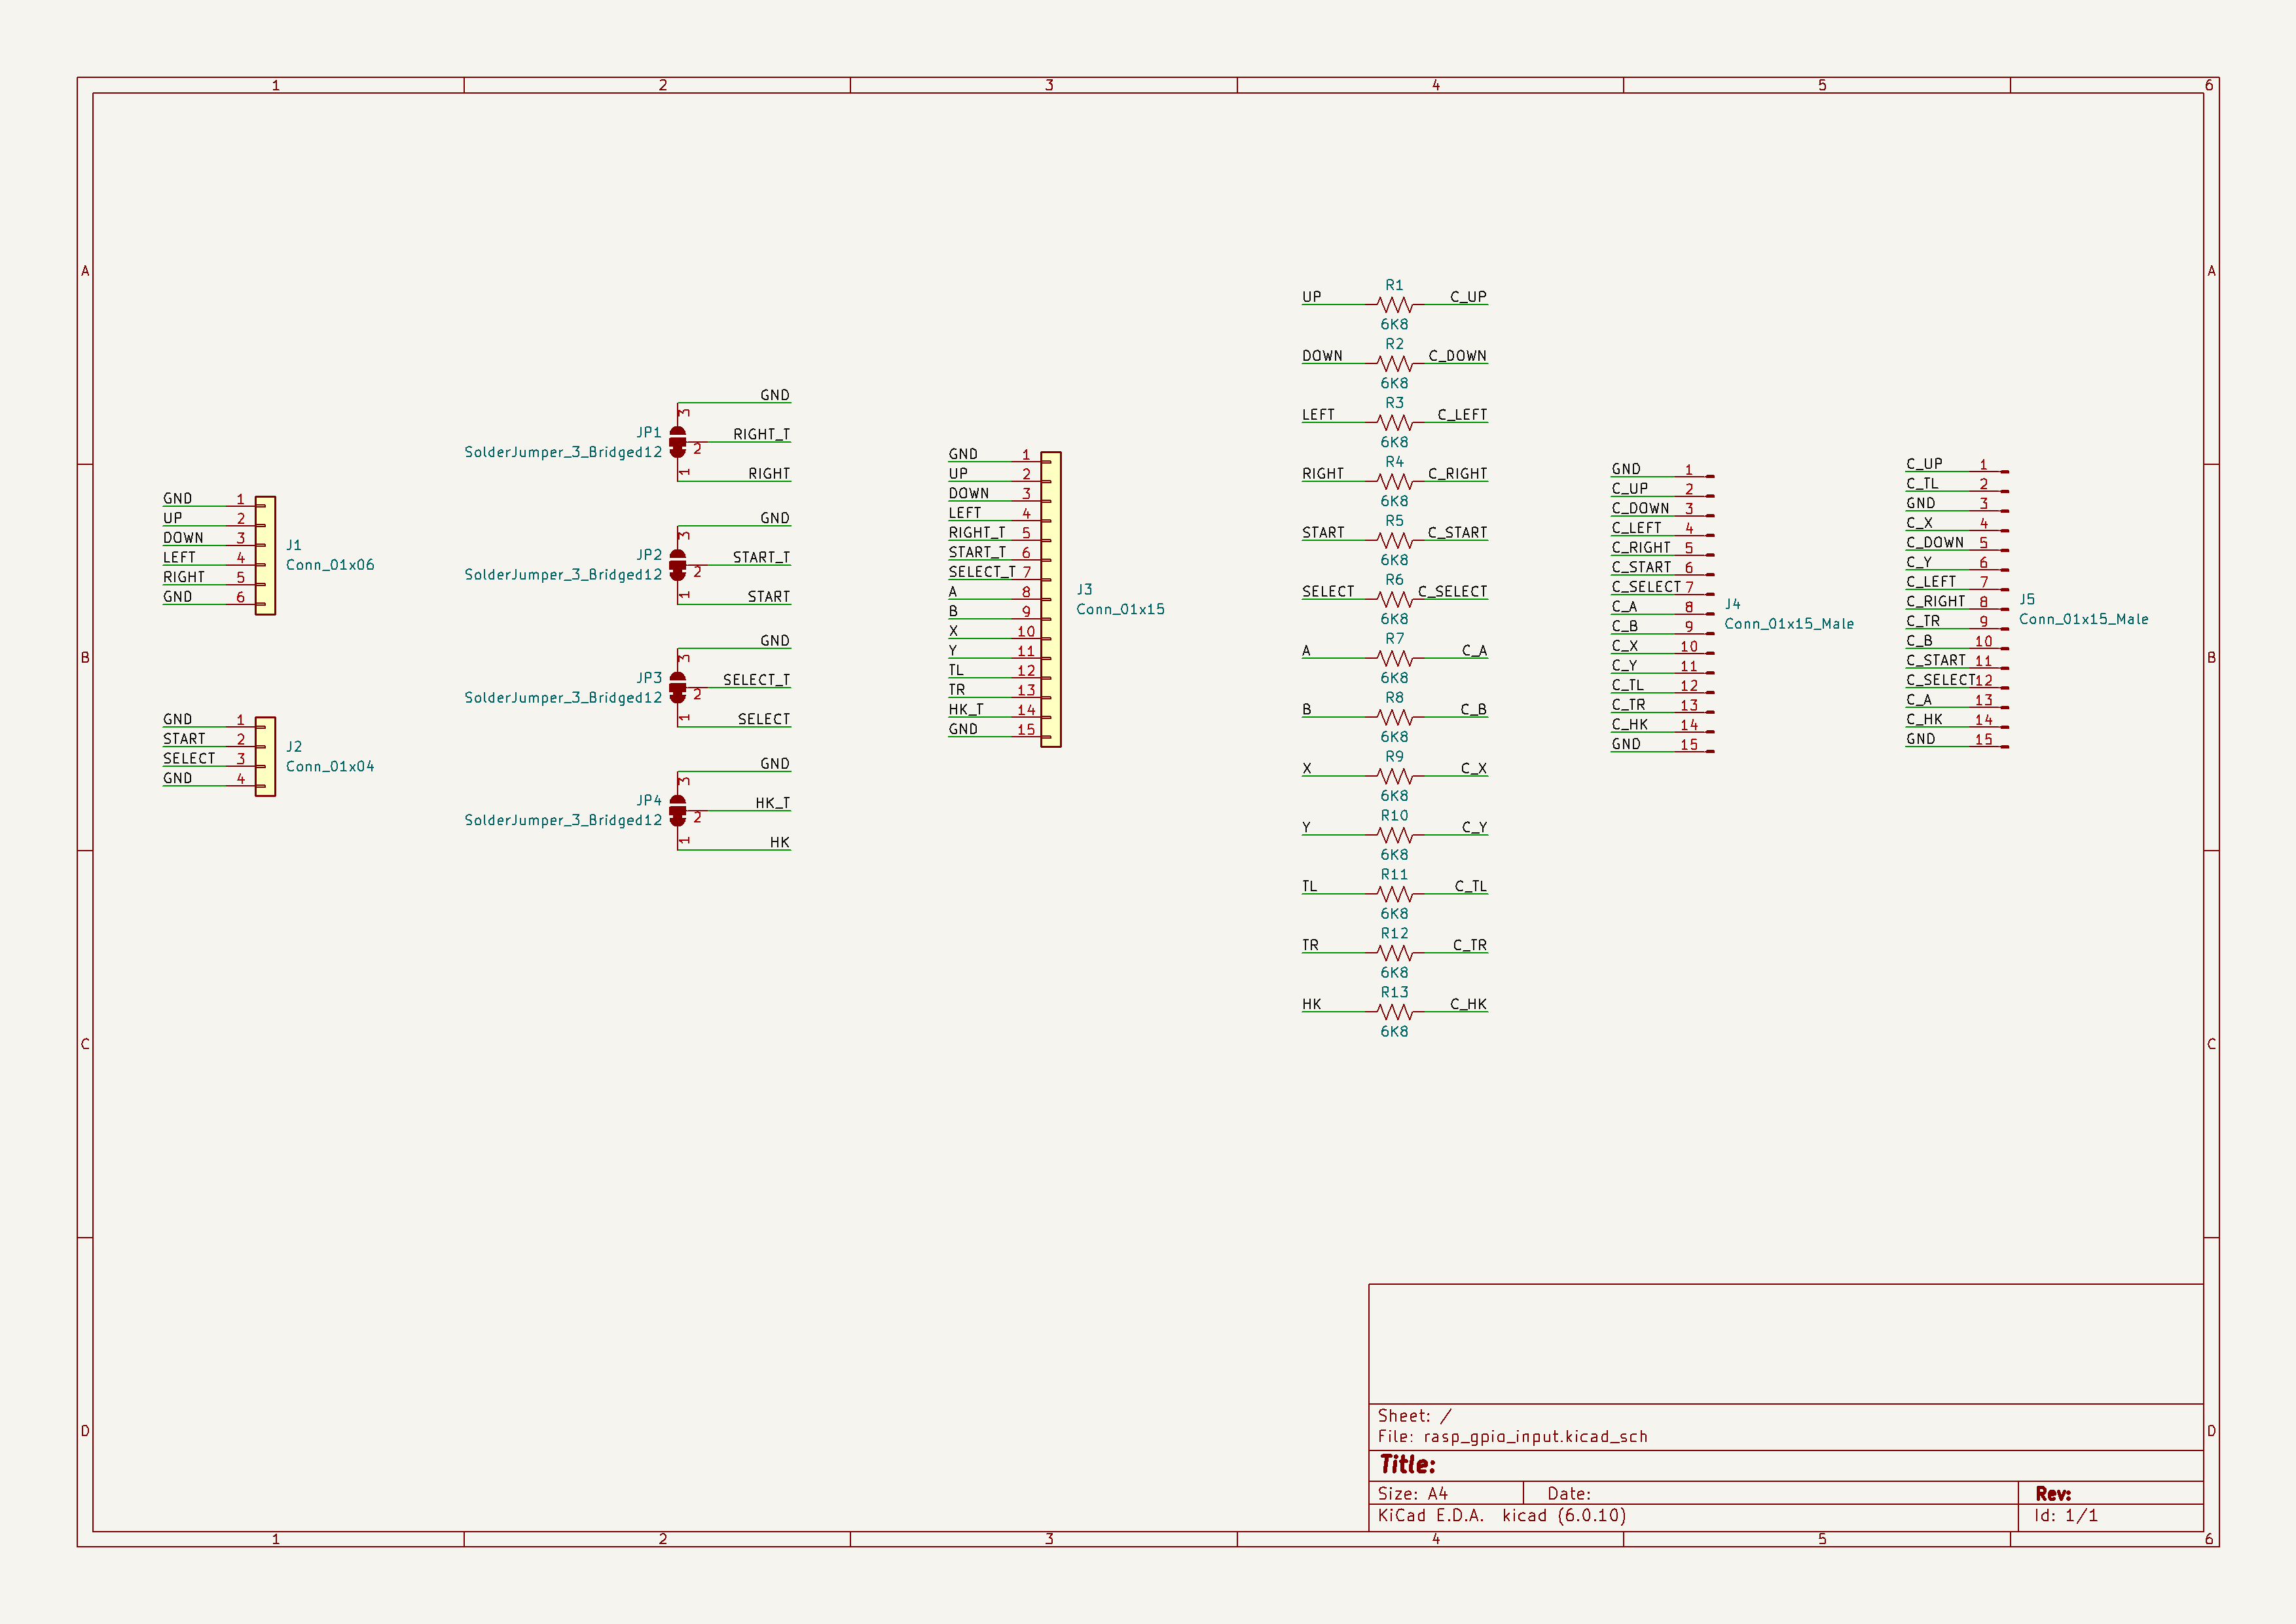 1 2 3 4 5 6
A
B
C
D
GND 1
UP 2
DOWN 3
LEFT 4
RIGHT 5
GND 6
J1
Conn_01x06
GND 1
START 2
SELECT 3
GND 4
J2
Conn_01x04
GND
3
JP1
RIGHT_T
SolderJumper_3_Bridged12
2
1
RIGHT
GND
3
JP2
START_T
SolderJumper_3_Bridged12
2
1
START
GND
3
JP3
SELECT_T
SolderJumper_3_Bridged12
2
1
SELECT
GND
3
JP4
HK_T
SolderJumper_3_Bridged12
2
1
HK
GND 1
UP 2
DOWN 3
LEFT 4
RIGHT_T 5
START_T 6
SELECT_T 7
A 8
B 9
X 10
Y 11
TL 12
TR 13
HK_T 14
GND 15
J3
Conn_01x15
R1
UP C_UP
6K8
R2
DOWN C_DOWN
6K8
R3
LEFT C_LEFT
6K8
R4
RIGHT C_RIGHT
6K8
R5
START C_START
6K8
R6
SELECT C_SELECT
6K8
R7
A C_A
6K8
R8
B C_B
6K8
R9
X C_X
6K8
R10
Y C_Y
6K8
R11
TL C_TL
6K8
R12
TR C_TR
6K8
R13
HK C_HK
6K8
GND 1
C_UP 2
C_DOWN 3
C_LEFT 4
C_RIGHT 5
C_START 6
C_SELECT 7
C_A 8
C_B 9
C_X 10
C_Y 11
C_TL 12
C_TR 13
C_HK 14
GND 15
J4
Conn_01x15_Male
C_UP 1
C_TL 2
GND 3
C_X 4
C_DOWN 5
C_Y 6
C_LEFT 7
C_RIGHT 8
C_TR 9
C_B 10
C_START 11
C_SELECT 12
C_A 13
C_HK 14
GND 15
J5
Conn_01x15_Male
A
B
C
D
Sheet: /
File: rasp_gpio_input.kicad_sch
Title:
Size: A4 Date: Rev:
KiCad E.D.A. kicad (6.0.10) Id: 1/1
1 2 3 4 5 6